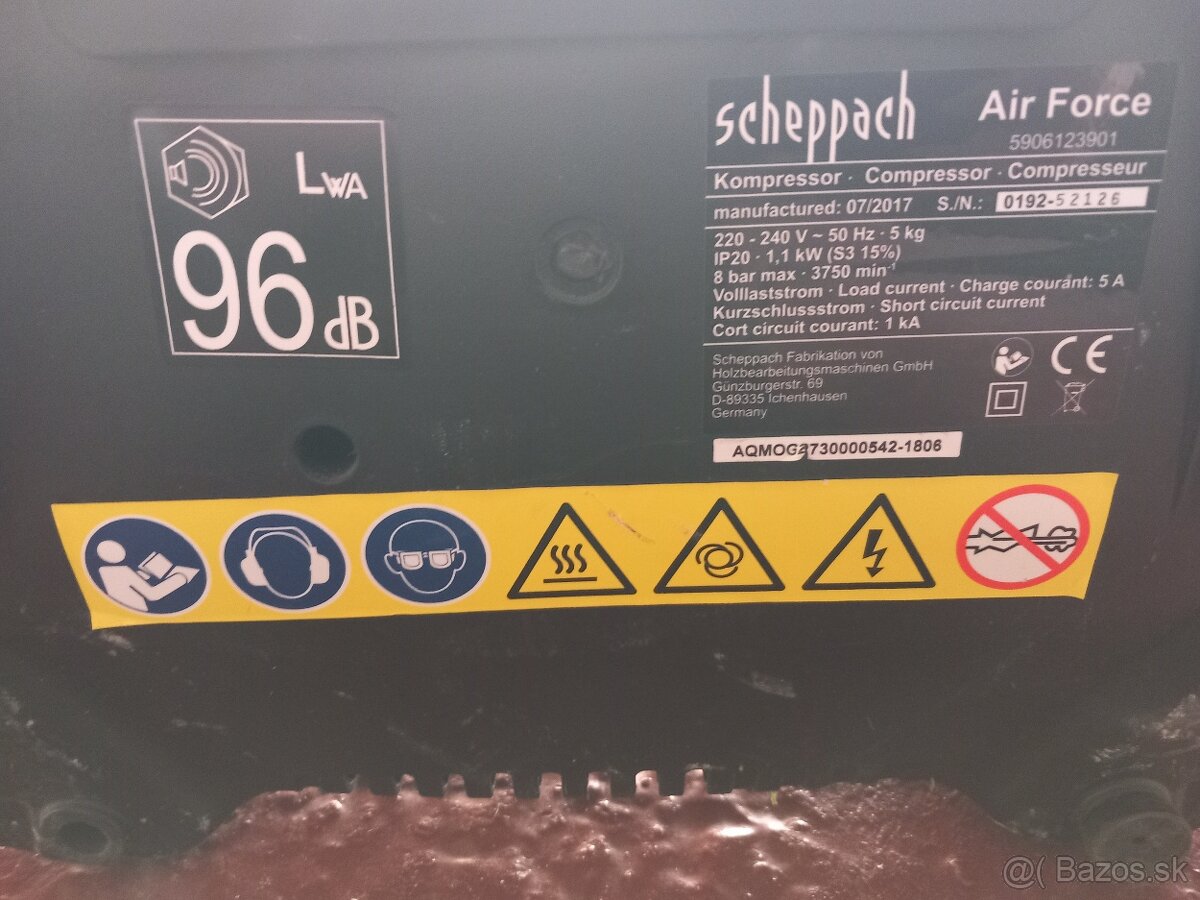 LWA
96 dB
scheppach
Air Force
5906123901
Kompressor · Compressor · Compresseur
manufactured: 07/2017 S./N.: 0192-52126
220 - 240 V ~ 50 Hz · 5 kg
IP20 · 1,1 kW (S3 15%)
8 bar max · 3750 min⁻¹
Volllaststrom · Load current · Charge courant: 5 A
Kurzschlussstrom · Short circuit current
Cort circuit courant: 1 kA
Scheppach Fabrikation von
Holzbearbeitungsmaschinen GmbH
Günzburgerstr. 69
D-89335 Ichenhausen
Germany
CE
@( Bazos.sk